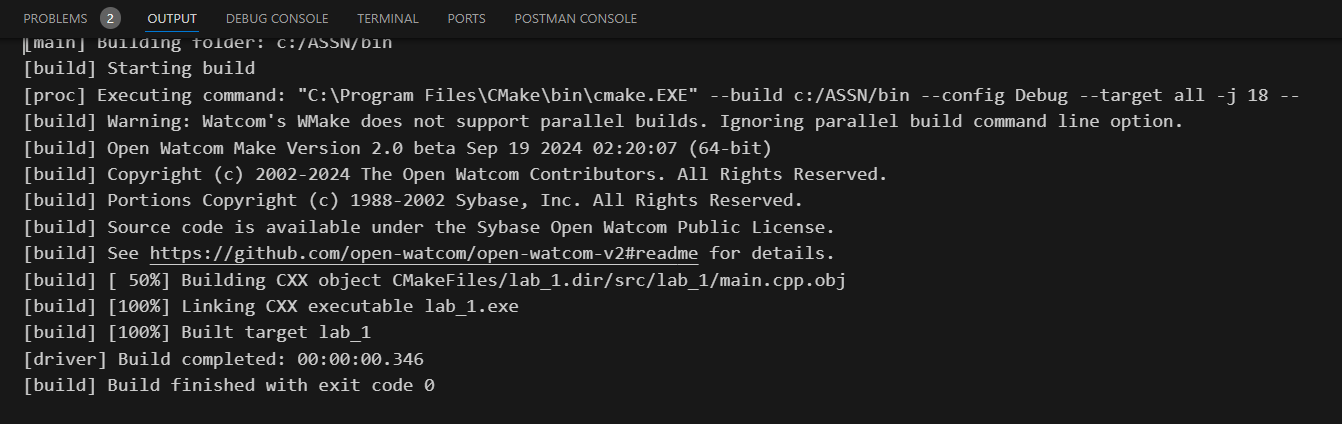 PROBLEMS 2 OUTPUT DEBUG CONSOLE TERMINAL PORTS POSTMAN CONSOLE
[main] Building folder: c:/ASSN/bin
[build] Starting build
[proc] Executing command: "C:\Program Files\CMake\bin\cmake.EXE" --build c:/ASSN/bin --config Debug --target all -j 18 --
[build] Warning: Watcom's WMake does not support parallel builds. Ignoring parallel build command line option.
[build] Open Watcom Make Version 2.0 beta Sep 19 2024 02:20:07 (64-bit)
[build] Copyright (c) 2002-2024 The Open Watcom Contributors. All Rights Reserved.
[build] Portions Copyright (c) 1988-2002 Sybase, Inc. All Rights Reserved.
[build] Source code is available under the Sybase Open Watcom Public License.
[build] See https://github.com/open-watcom/open-watcom-v2#readme for details.
[build] [ 50%] Building CXX object CMakeFiles/lab_1.dir/src/lab_1/main.cpp.obj
[build] [100%] Linking CXX executable lab_1.exe
[build] [100%] Built target lab_1
[driver] Build completed: 00:00:00.346
[build] Build finished with exit code 0